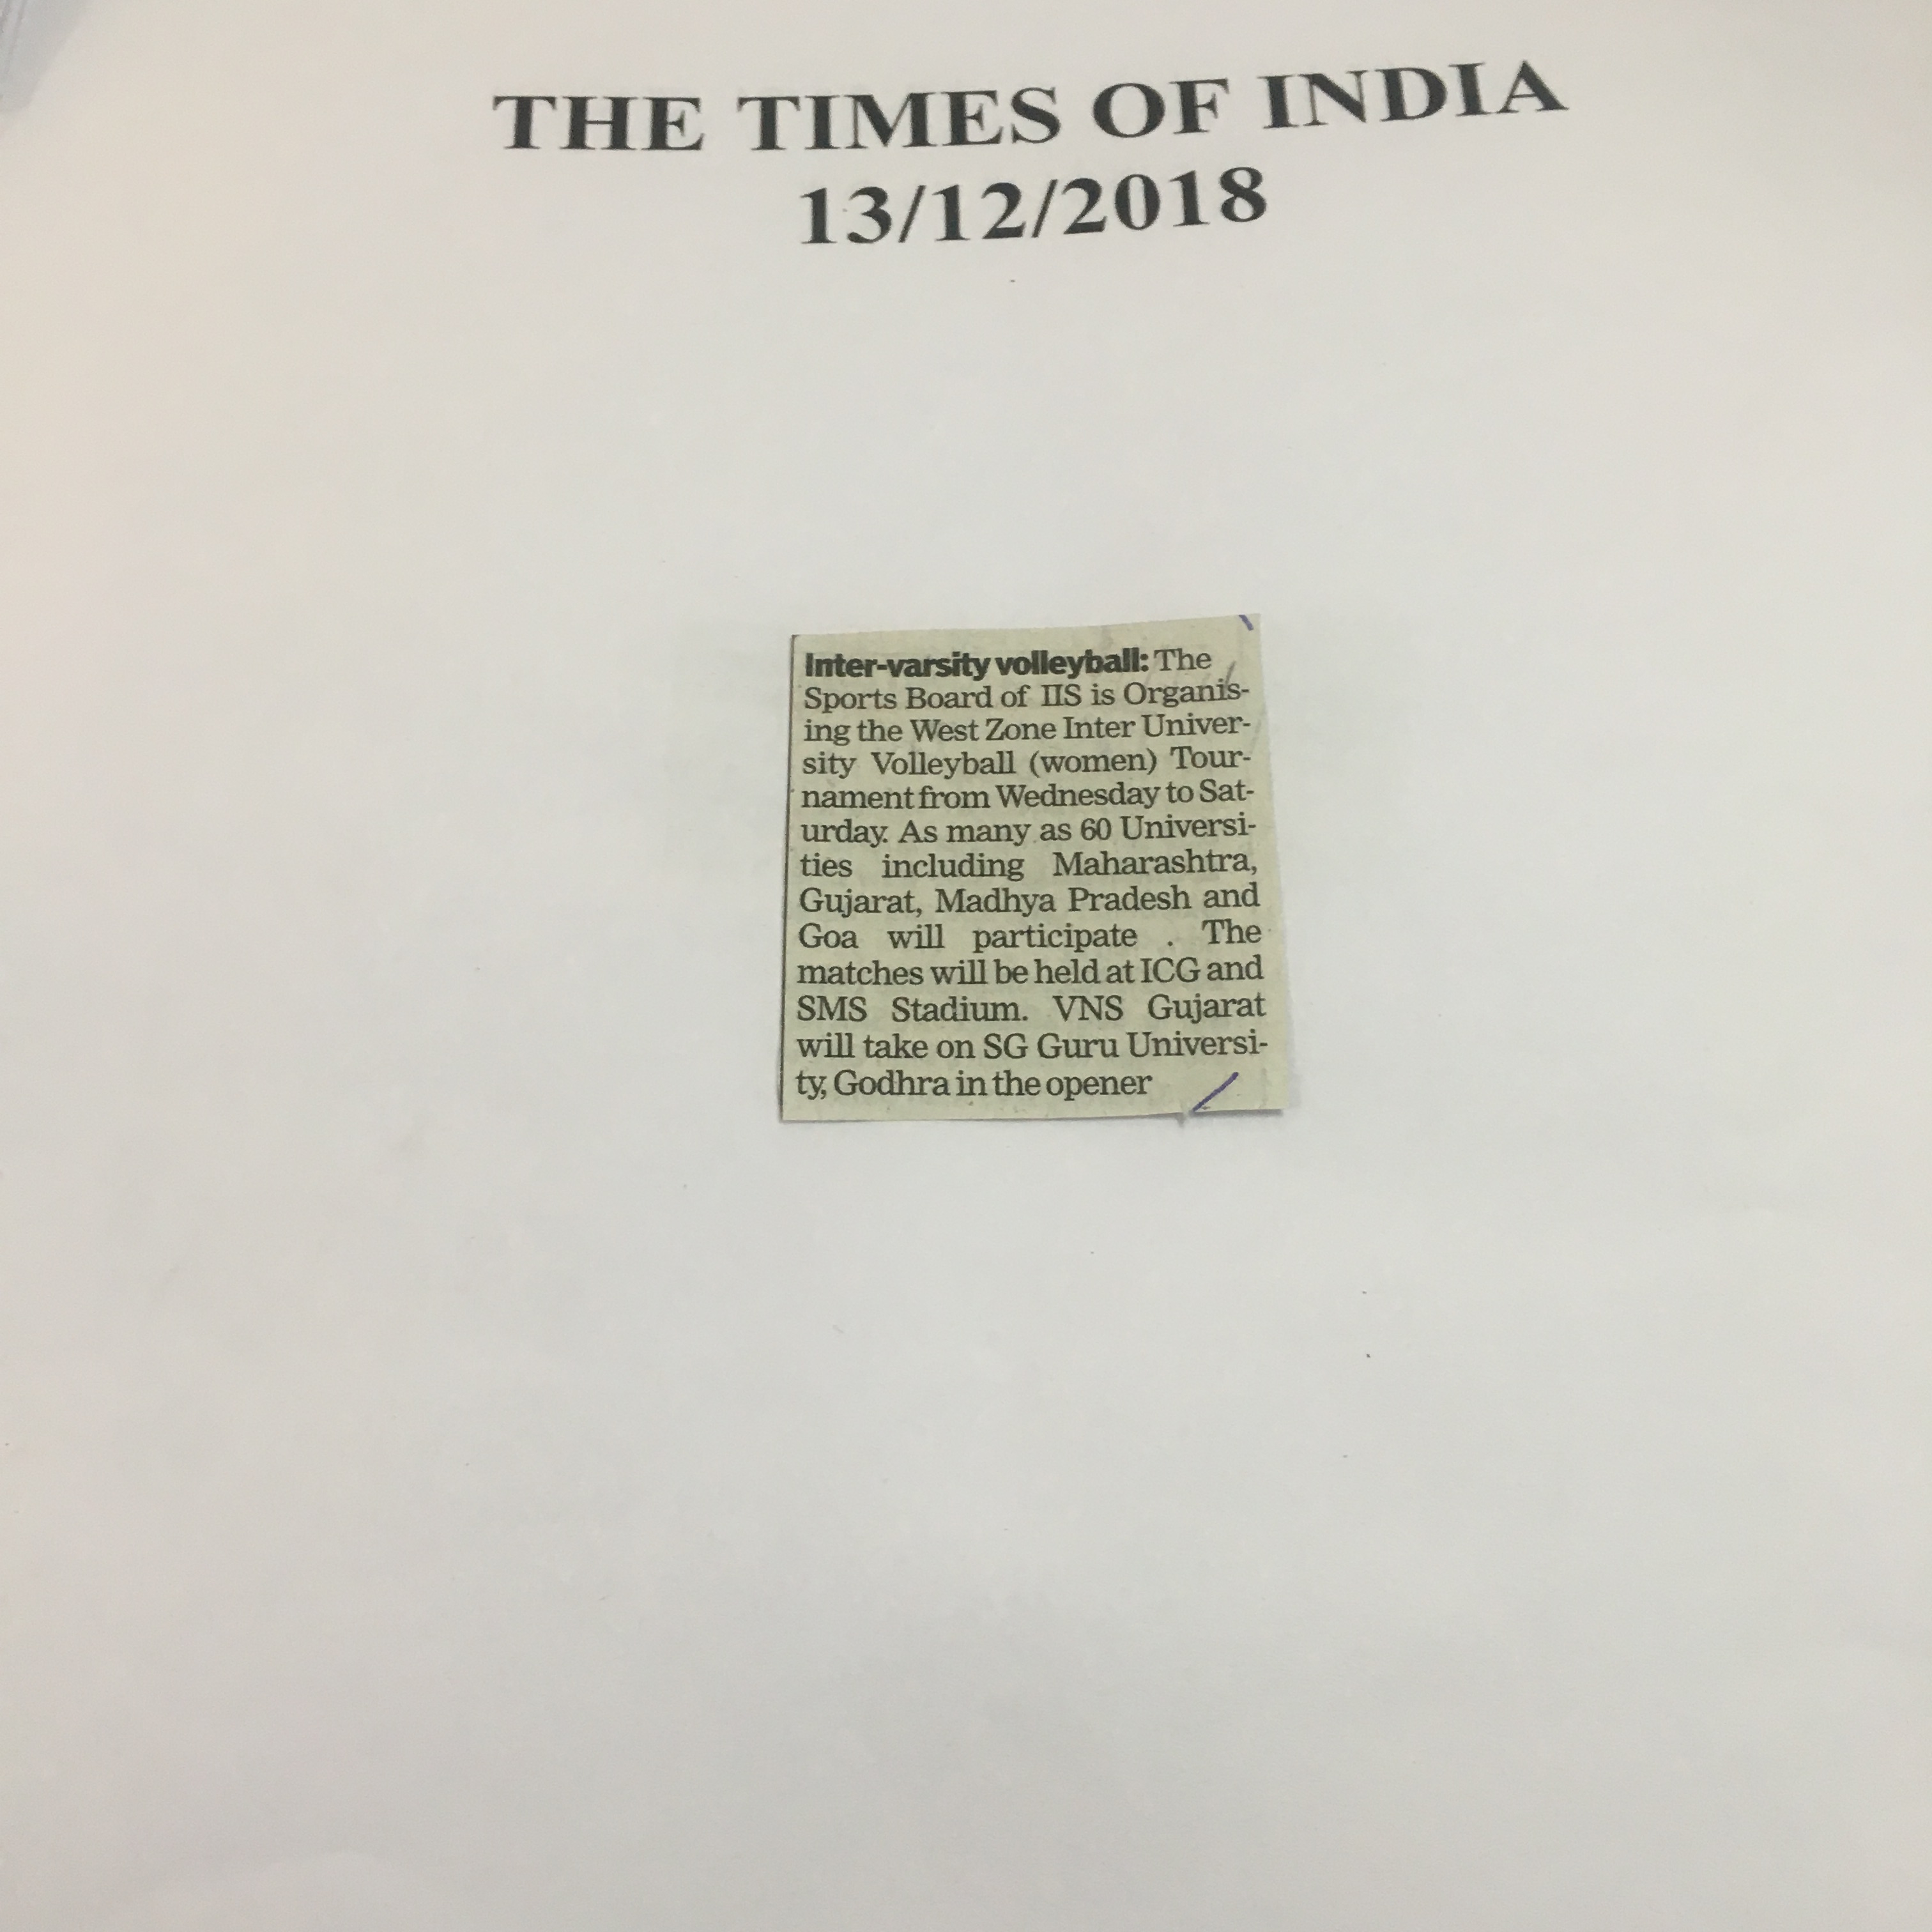 THE TIMES OF INDIA
13/12/2018
Inter-varsity volleyball: The
Sports Board of IIS is Organis-
ing the West Zone Inter Univer-
sity Volleyball (women) Tour-
nament from Wednesday to Sat-
urday. As many as 60 Universi-
ties including Maharashtra,
Gujarat, Madhya Pradesh and
Goa will participate . The
matches will be held at ICG and
SMS Stadium. VNS Gujarat
will take on SG Guru Universi-
ty, Godhra in the opener